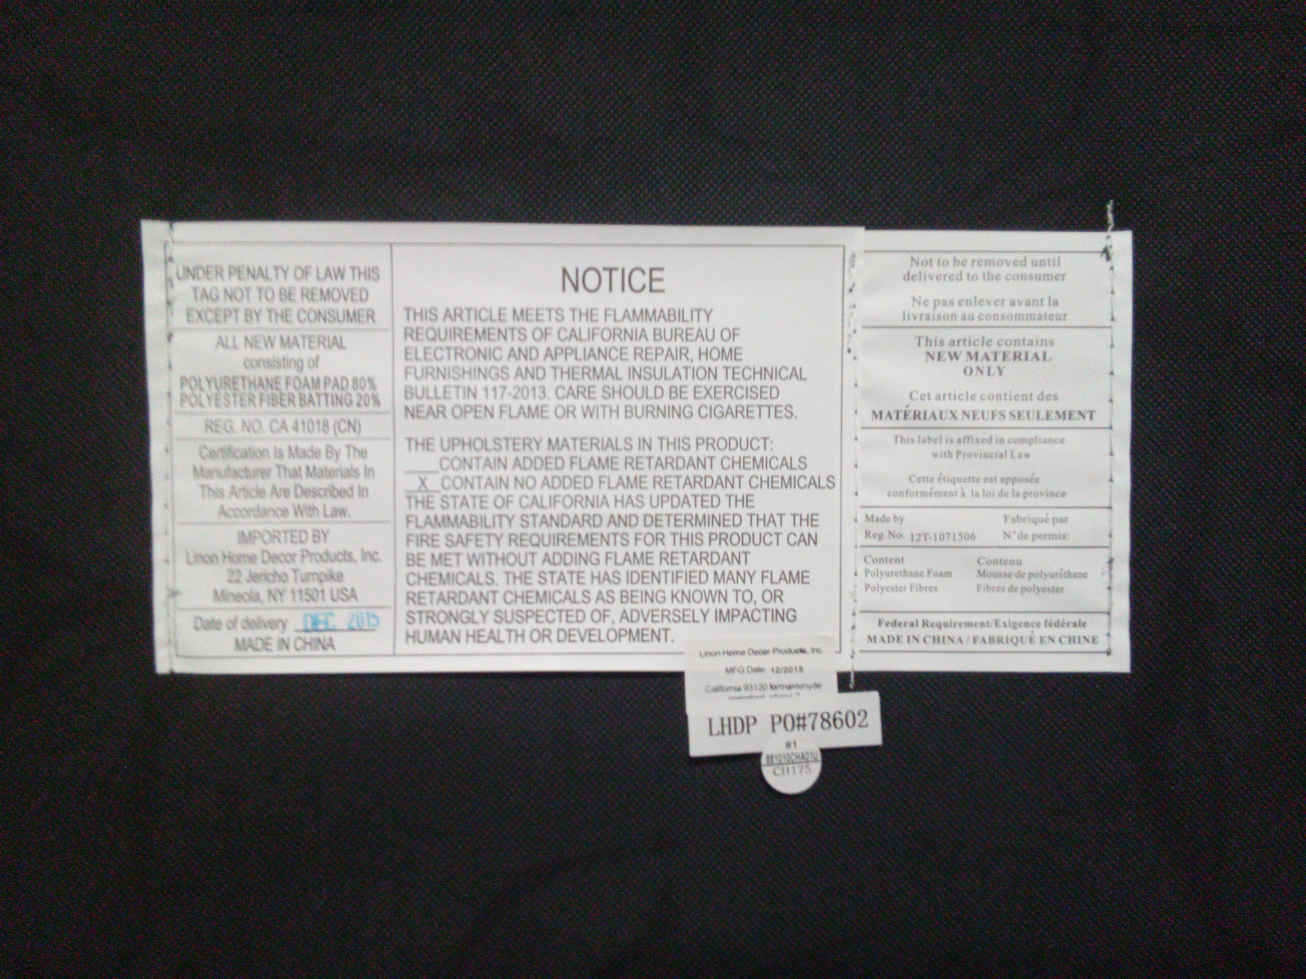 UNDER PENALTY OF LAW THIS
TAG NOT TO BE REMOVED
EXCEPT BY THE CONSUMER
ALL NEW MATERIAL
consisting of
POLYURETHANE FOAM PAD 80%
POLYESTER FIBER BATTING 20%
REG. NO. CA 41018 (CN)
Certification Is Made By The
Manufacturer That Materials In
This Article Are Described In
Accordance With Law.
IMPORTED BY
Linon Home Decor Products, Inc.
22 Jericho Turnpike
Mineola, NY 11501 USA
Date of delivery DEC 2015
MADE IN CHINA
NOTICE
THIS ARTICLE MEETS THE FLAMMABILITY
REQUIREMENTS OF CALIFORNIA BUREAU OF
ELECTRONIC AND APPLIANCE REPAIR, HOME
FURNISHINGS AND THERMAL INSULATION TECHNICAL
BULLETIN 117-2013. CARE SHOULD BE EXERCISED
NEAR OPEN FLAME OR WITH BURNING CIGARETTES.
THE UPHOLSTERY MATERIALS IN THIS PRODUCT:
____CONTAIN ADDED FLAME RETARDANT CHEMICALS
_X_CONTAIN NO ADDED FLAME RETARDANT CHEMICALS
THE STATE OF CALIFORNIA HAS UPDATED THE
FLAMMABILITY STANDARD AND DETERMINED THAT THE
FIRE SAFETY REQUIREMENTS FOR THIS PRODUCT CAN
BE MET WITHOUT ADDING FLAME RETARDANT
CHEMICALS. THE STATE HAS IDENTIFIED MANY FLAME
RETARDANT CHEMICALS AS BEING KNOWN TO, OR
STRONGLY SUSPECTED OF, ADVERSELY IMPACTING
HUMAN HEALTH OR DEVELOPMENT.
Linon Home Decor Products, Inc
MFG Date: 12/2015
California 93120 formaldehyde
LHDP PO#78602
#1
CH175
Not to be removed until
delivered to the consumer
Ne pas enlever avant la
livraison au consommateur
This article contains
NEW MATERIAL
ONLY
Cet article contient des
MATÉRIAUX NEUFS SEULEMENT
This label is affixed in compliance
with Provincial Law
Cette étiquette est apposée
conformément à la loi de la province
Made by Fabriqué par
Reg.No. 12T-1071506 N°de permis:
Content Contenu
Polyurethane Foam Mousse de polyuréthane
Polyester Fibres Fibres de polyester
Federal Requirement/Exigence fédérale
MADE IN CHINA / FABRIQUÉ EN CHINE